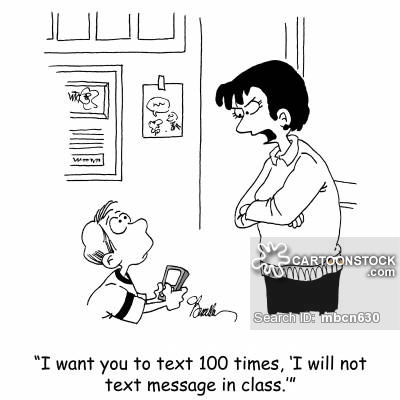 CARTOONSTOCK
.com
Search ID: mbcn630
“I want you to text 100 times, ‘I will not
text message in class.’”